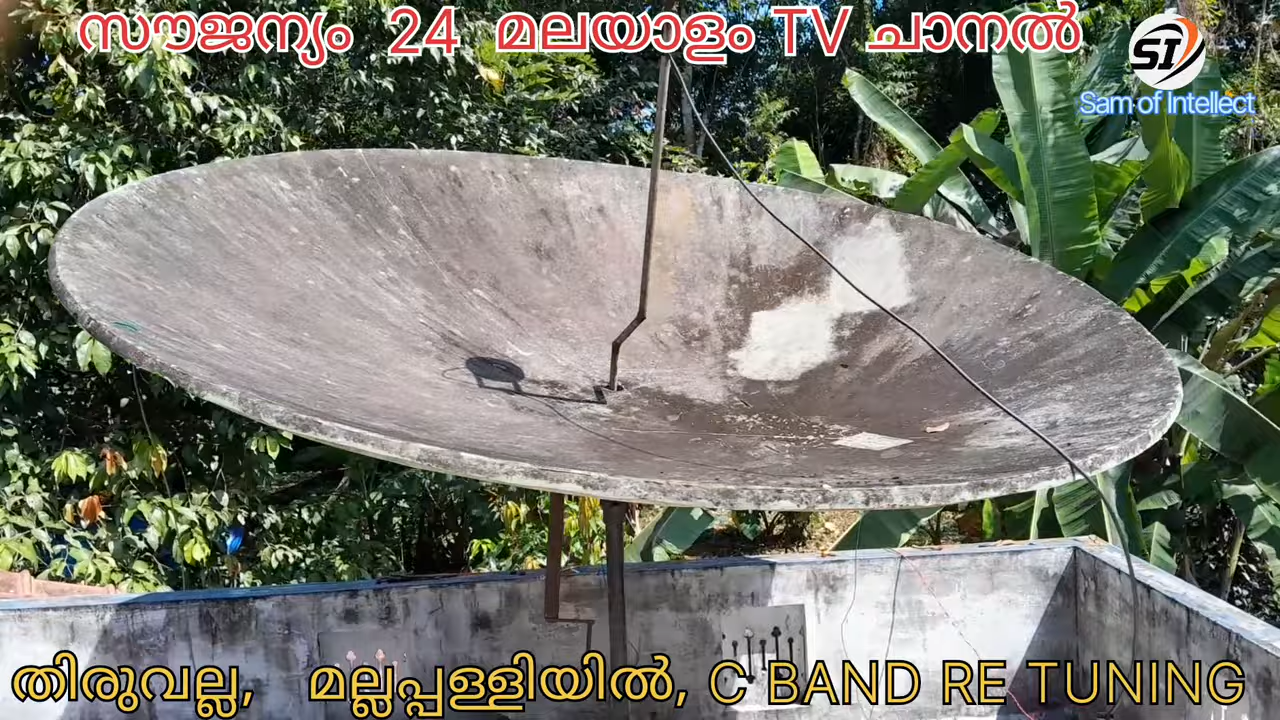 സൗജന്യം 24 മലയാളം TV ചാനൽ
SI
Sam of Intellect
തിരുവല്ല, മല്ലപ്പള്ളിയിൽ, C BAND RE TUNING